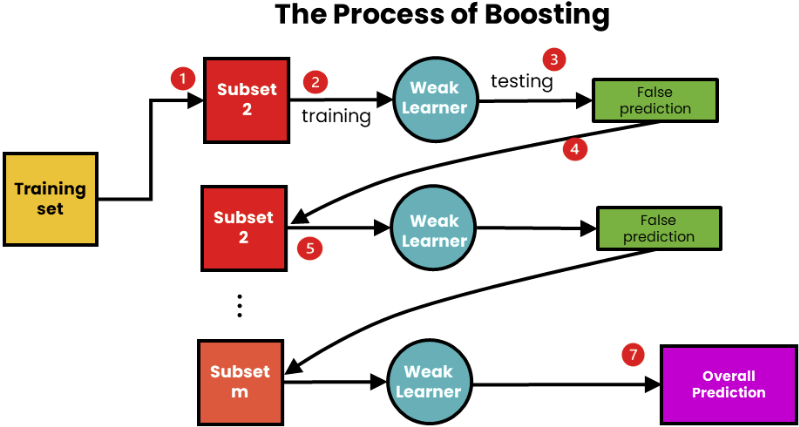 The Process of Boosting
1
Subset
2
2
training
Weak
Learner
3
testing
False
prediction
4
Training
set
Subset
2
5
Weak
Learner
False
prediction
Subset
m
Weak
Learner
7
Overall
Prediction